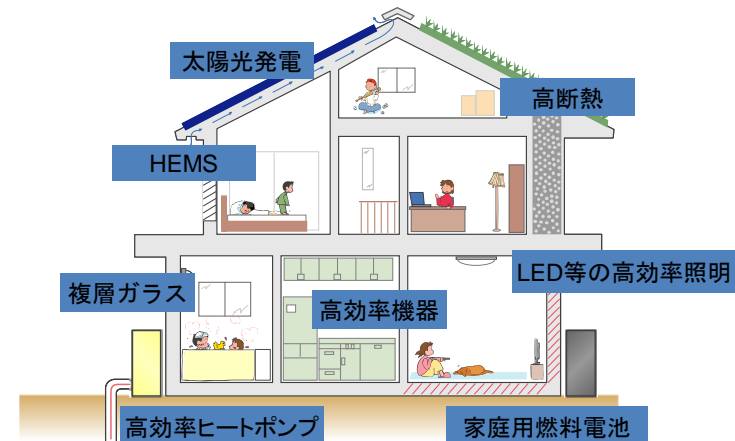 太陽光発電
高断熱
HEMS
LED等の高効率照明
複層ガラス
高効率機器
高効率ヒートポンプ
家庭用燃料電池